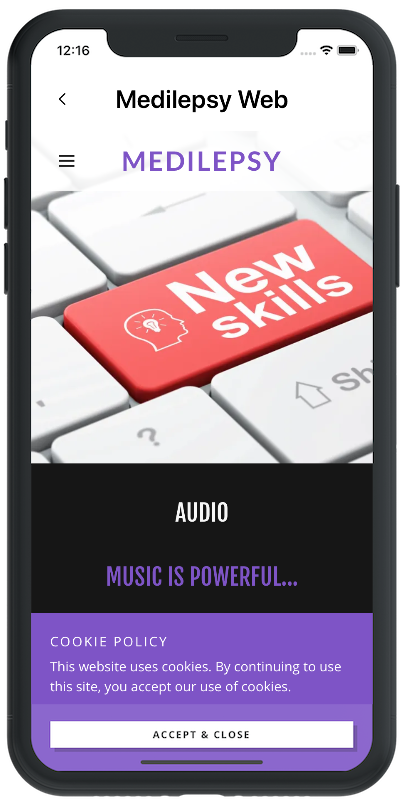 12:16
Medilepsy Web
MEDILEPSY
New
skills
?
Sh
AUDIO
MUSIC IS POWERFUL...
COOKIE POLICY
This website uses cookies. By continuing to use
this site, you accept our use of cookies.
ACCEPT & CLOSE